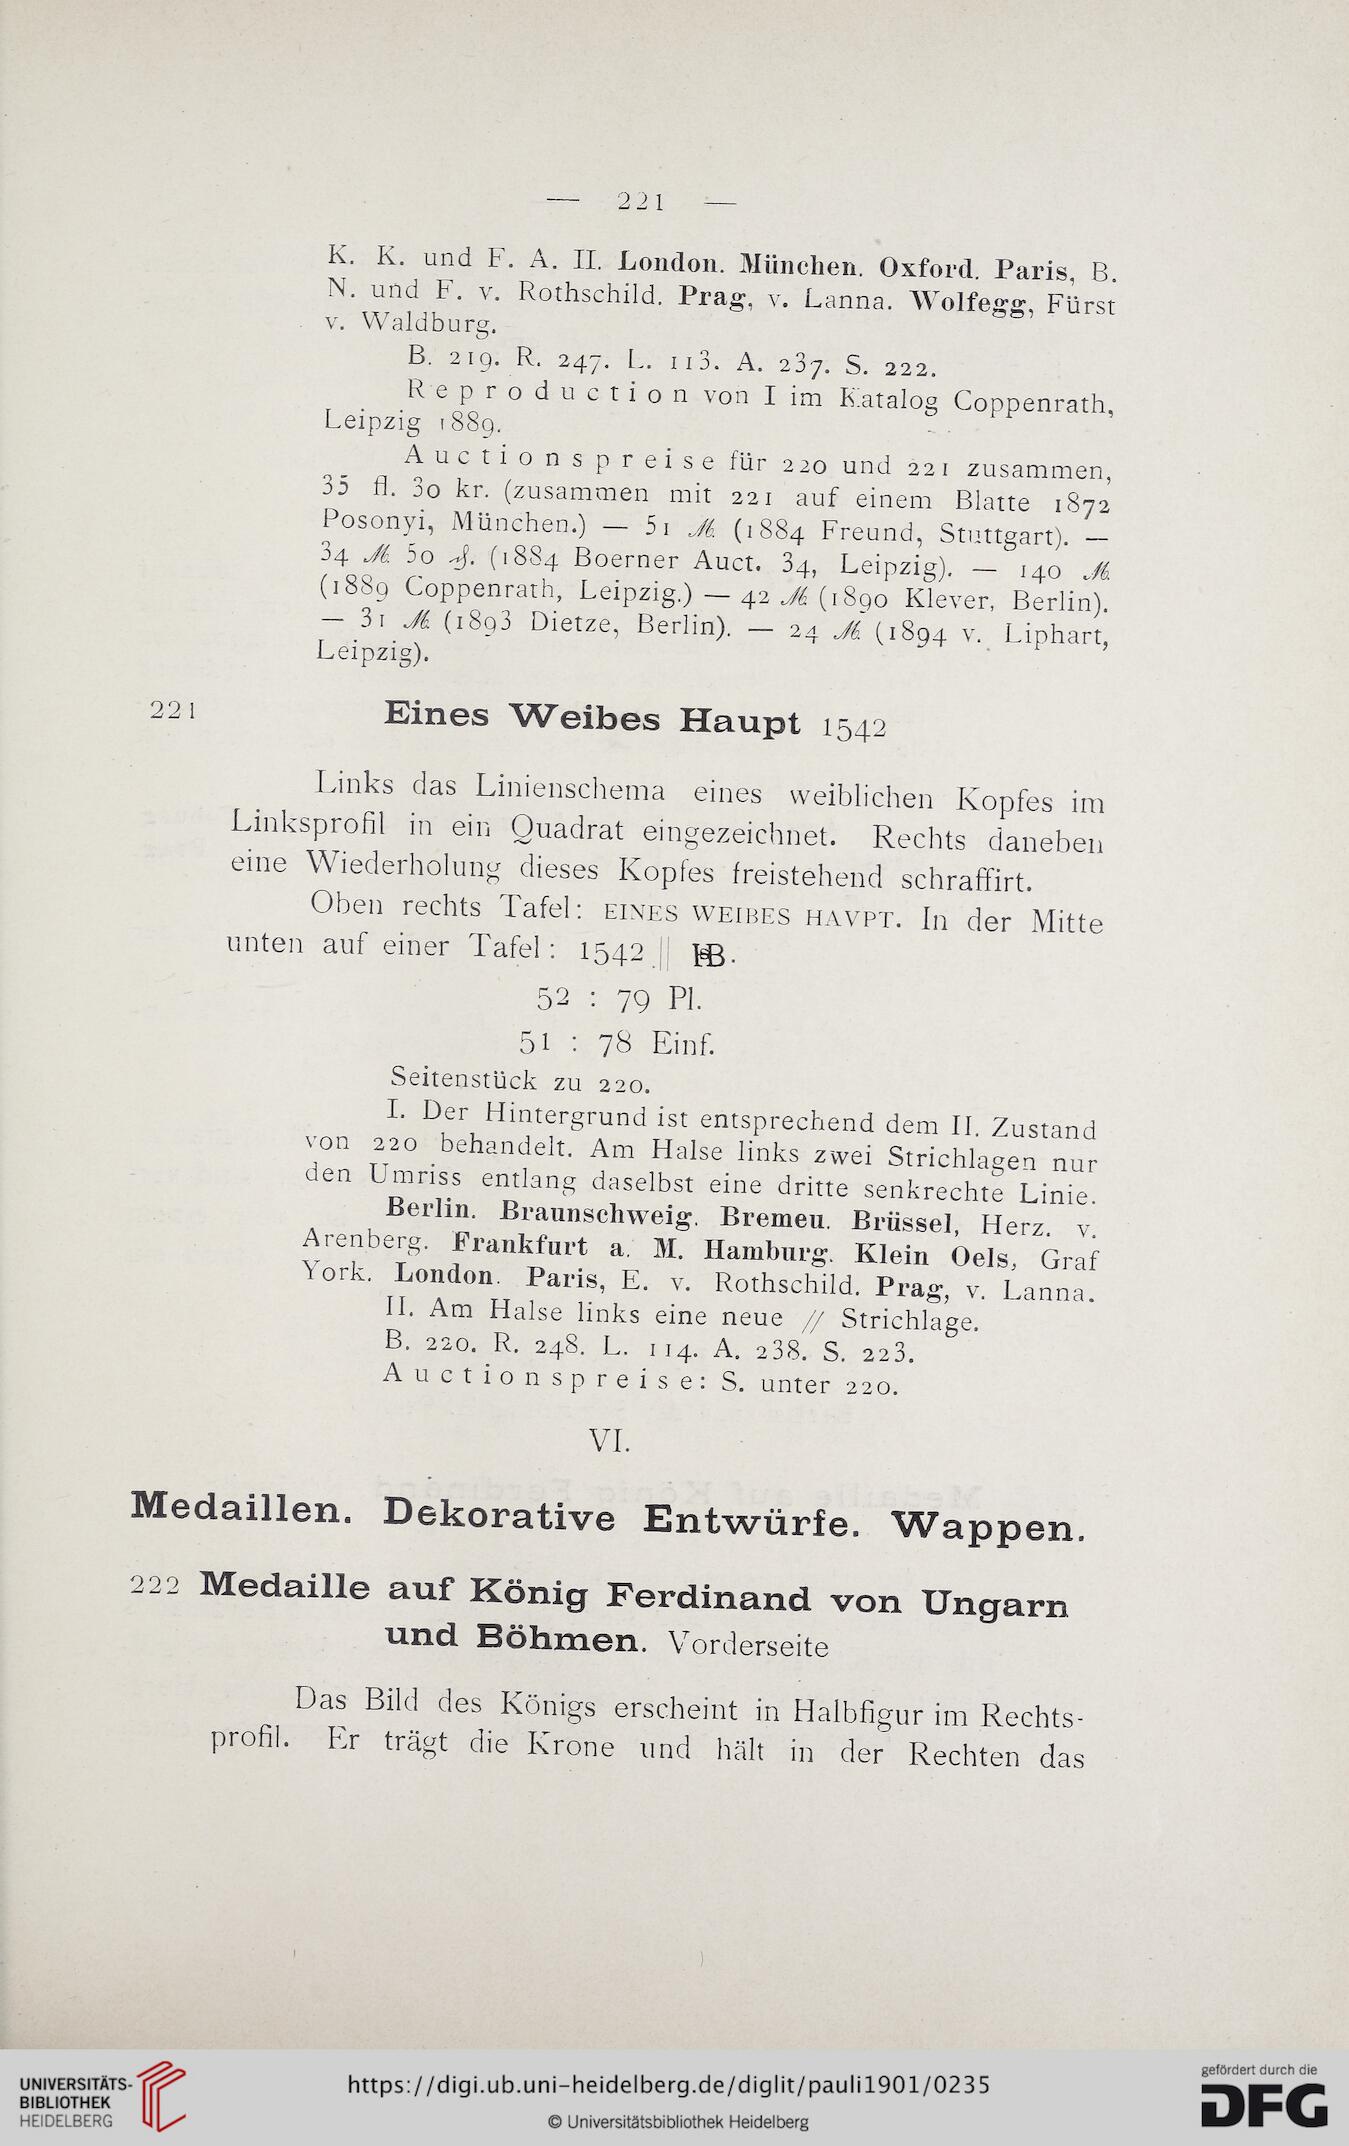 — 221 —
K. K. und F. A. II. London. München. Oxford. Paris, B.
N. und F. v. Rothschild. Prag, v. Lanna. Wolfegg, Fürst
v. Waldburg.
B. 219. R. 247. L. 113. A. 237. S. 222.
Reproduction von I im Katalog Coppenrath,
Leipzig 1889.
Auctionspreise für 220 und 221 zusammen,
35 fl. 30 kr. (zusammen mit 221 auf einem Blatte 1872
Posonyi, München.) — 51 ℳ (1884 Freund, Stuttgart). —
34 ℳ 50 ₰. (1884 Boerner Auct. 34, Leipzig). — 140 ℳ
(1889 Coppenrath, Leipzig.) — 42 ℳ (1890 Klever, Berlin).
— 31 ℳ (1893 Dietze, Berlin). — 24 ℳ (1894 v. Liphart,
Leipzig).
221 Eines Weibes Haupt 1542
Links das Linienschema eines weiblichen Kopfes im
Linksprofil in ein Quadrat eingezeichnet. Rechts daneben
eine Wiederholung dieses Kopfes freistehend schraffirt.
Oben rechts Tafel: EINES WEIBES HAVPT. In der Mitte
unten auf einer Tafel: 1542 || HSB.
52 : 79 Pl.
51 : 78 Einf.
Seitenstück zu 220.
I. Der Hintergrund ist entsprechend dem II. Zustand
von 220 behandelt. Am Halse links zwei Strichlagen nur
den Umriss entlang daselbst eine dritte senkrechte Linie.
Berlin. Braunschweig. Bremeu. Brüssel, Herz. v.
Arenberg. Frankfurt a. M. Hamburg. Klein Oels, Graf
York. London. Paris, E. v. Rothschild. Prag, v. Lanna.
II. Am Halse links eine neue // Strichlage.
B. 220. R. 248. L. 114. A. 238. S. 223.
Auctionspreise: S. unter 220.
VI.
Medaillen. Dekorative Entwürfe. Wappen.
222 Medaille auf König Ferdinand von Ungarn
und Böhmen. Vorderseite
Das Bild des Königs erscheint in Halbfigur im Rechts-
profil. Er trägt die Krone und hält in der Rechten das
UNIVERSITÄTS-
BIBLIOTHEK
HEIDELBERG
https://digi.ub.uni-heidelberg.de/diglit/pauli1901/0235
© Universitätsbibliothek Heidelberg
gefördert durch die
DFG